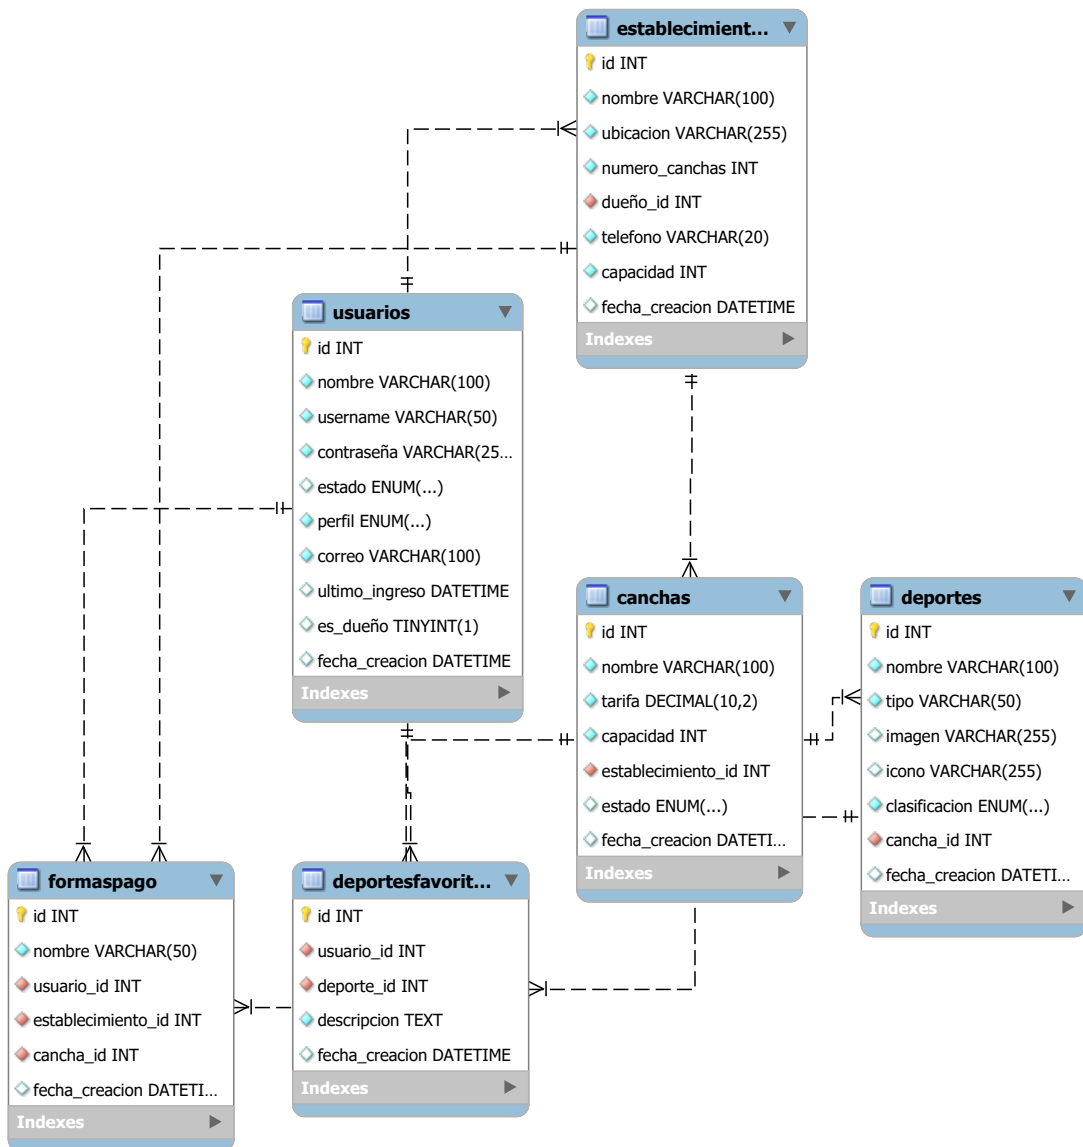 establecimient...
id INT
nombre VARCHAR(100)
ubicacion VARCHAR(255)
numero_canchas INT
dueño_id INT
telefono VARCHAR(20)
capacidad INT
fecha_creacion DATETIME
Indexes
usuarios
id INT
nombre VARCHAR(100)
username VARCHAR(50)
contraseña VARCHAR(25...
estado ENUM(...)
perfil ENUM(...)
correo VARCHAR(100)
ultimo_ingreso DATETIME
es_dueño TINYINT(1)
fecha_creacion DATETIME
Indexes
canchas
id INT
nombre VARCHAR(100)
tarifa DECIMAL(10,2)
capacidad INT
establecimiento_id INT
estado ENUM(...)
fecha_creacion DATETI...
Indexes
deportes
id INT
nombre VARCHAR(100)
tipo VARCHAR(50)
imagen VARCHAR(255)
icono VARCHAR(255)
clasificacion ENUM(...)
cancha_id INT
fecha_creacion DATETI...
Indexes
formaspago
id INT
nombre VARCHAR(50)
usuario_id INT
establecimiento_id INT
cancha_id INT
fecha_creacion DATETI...
Indexes
deportesfavorit...
id INT
usuario_id INT
deporte_id INT
descripcion TEXT
fecha_creacion DATETIME
Indexes